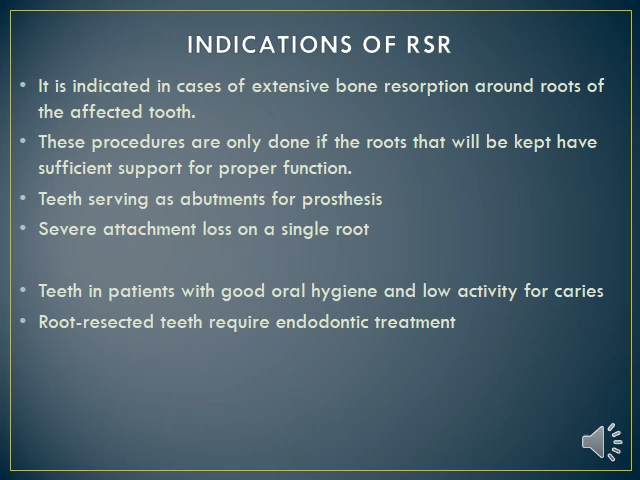 INDICATIONS OF RSR
• It is indicated in cases of extensive bone resorption around roots of
the affected tooth.
• These procedures are only done if the roots that will be kept have
sufficient support for proper function.
• Teeth serving as abutments for prosthesis
• Severe attachment loss on a single root
• Teeth in patients with good oral hygiene and low activity for caries
• Root-resected teeth require endodontic treatment